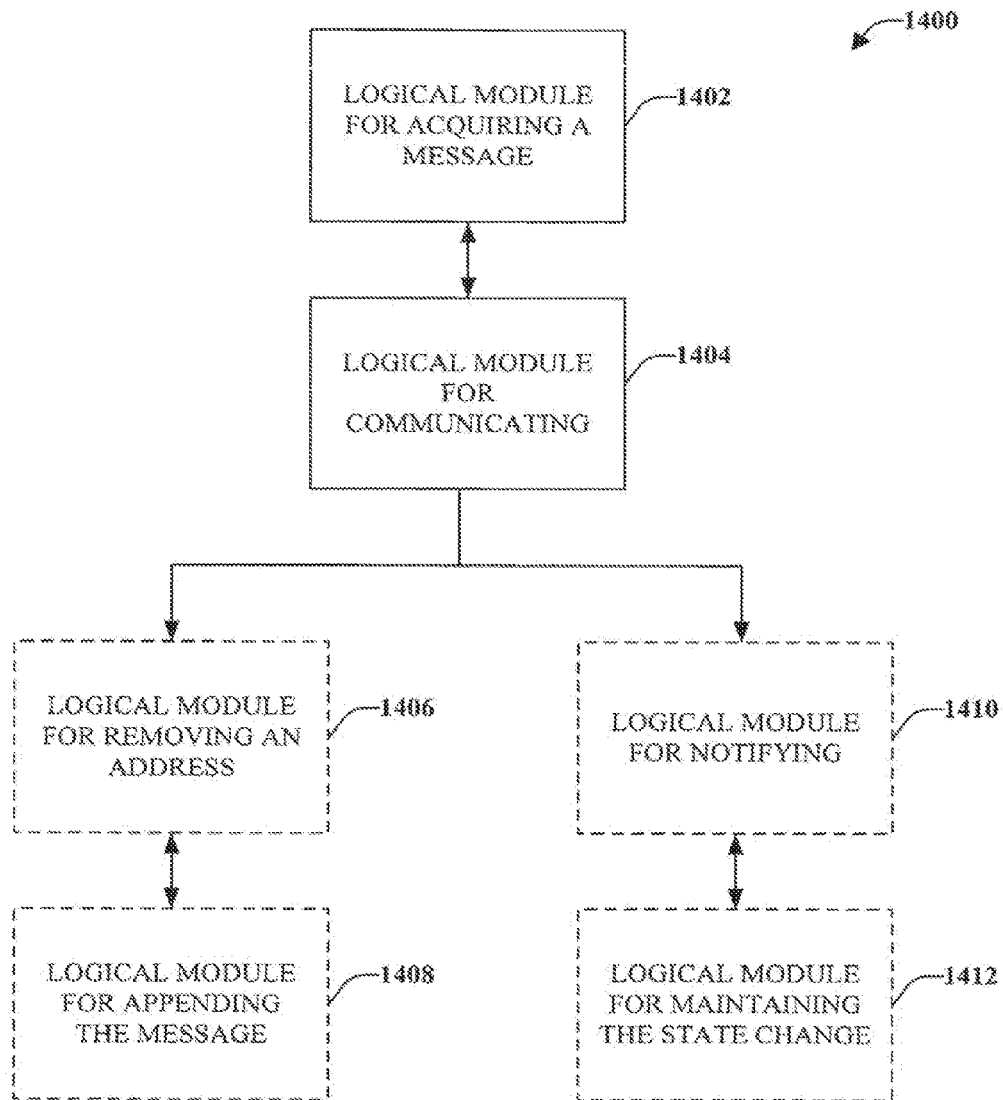 1400
LOGICAL MODULE
FOR ACQUIRING A
MESSAGE
1402
LOGICAL MODULE
FOR
COMMUNICATING
1404
LOGICAL MODULE
FOR REMOVING AN
ADDRESS
1406
LOGICAL MODULE
FOR NOTIFYING
1410
LOGICAL MODULE
FOR APPENDING
THE MESSAGE
1408
LOGICAL MODULE
FOR MAINTAINING
THE STATE CHANGE
1412